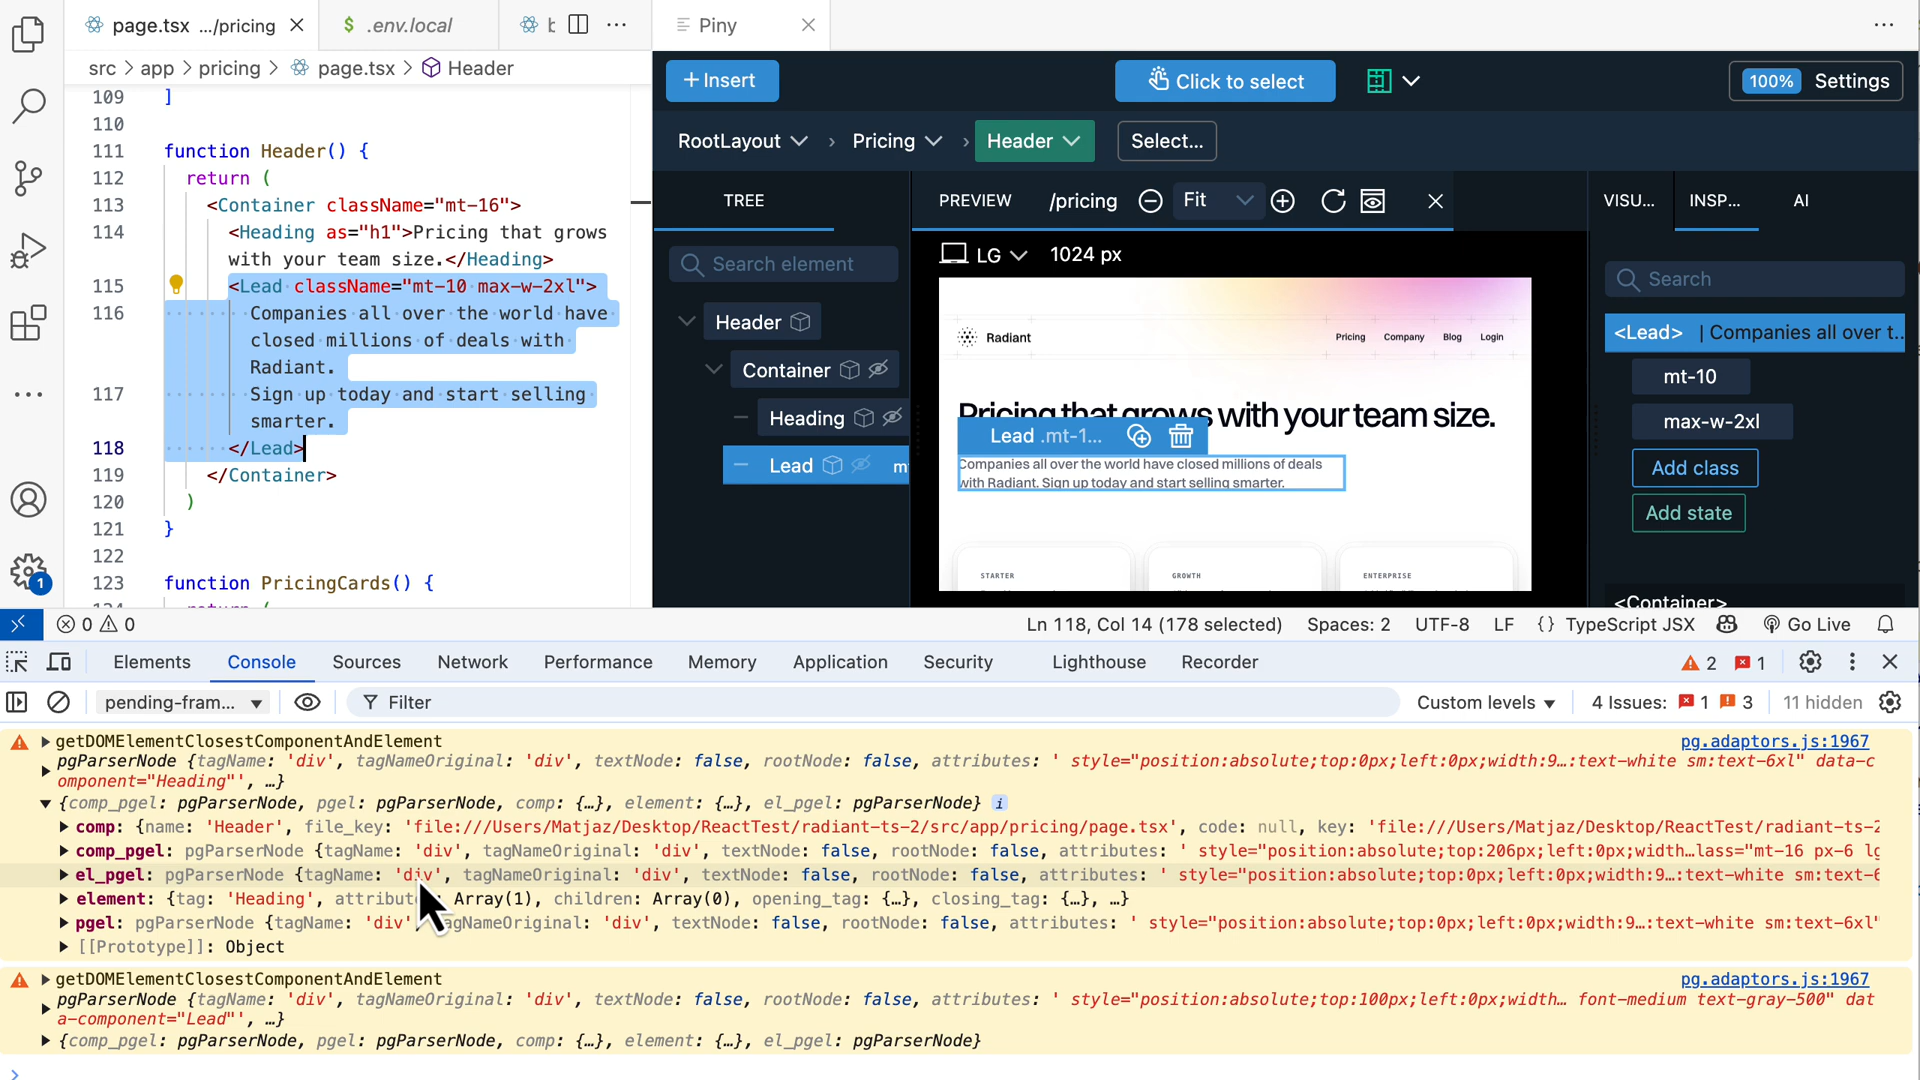 page.tsx .../pricing
$ .env.local
Piny
src > app > pricing > page.tsx > Header
109 ]
110
111 function Header() {
112 return (
113 <Container className="mt-16">
114 <Heading as="h1">Pricing that grows
with your team size.</Heading>
115 <Lead className="mt-10 max-w-2xl">
116 Companies all over the world have
closed millions of deals with
Radiant.
117 Sign up today and start selling
smarter.
118 </Lead>
119 </Container>
120 )
121 }
122
123 function PricingCards() {
+ Insert
Click to select
100% Settings
RootLayout › Pricing › Header Select...
TREE
Search element
Header
Container
Heading
Lead
PREVIEW /pricing Fit
LG 1024 px
Radiant
Pricing Company Blog Login
Pricing that grows with your team size.
Lead .mt-1...
Companies all over the world have closed millions of deals
with Radiant. Sign up today and start selling smarter.
STARTER GROWTH ENTERPRISE
VISU... INSP... AI
Search
<Lead> | Companies all over t..
mt-10
max-w-2xl
Add class
Add state
<Container>
0 0
Ln 118, Col 14 (178 selected) Spaces: 2 UTF-8 LF {} TypeScript JSX Go Live
Elements Console Sources Network Performance Memory Application Security Lighthouse Recorder 2 1
pending-fram... Filter Custom levels 4 Issues: 1 3 11 hidden
getDOMElementClosestComponentAndElement pg.adaptors.js:1967
pgParserNode {tagName: 'div', tagNameOriginal: 'div', textNode: false, rootNode: false, attributes: ' style="position:absolute;top:0px;left:0px;width:9…:text-white sm:text-6xl" data-c
omponent="Heading"', …}
{comp_pgel: pgParserNode, pgel: pgParserNode, comp: {…}, element: {…}, el_pgel: pgParserNode} i
comp: {name: 'Header', file_key: 'file:///Users/Matjaz/Desktop/ReactTest/radiant-ts-2/src/app/pricing/page.tsx', code: null, key: 'file:///Users/Matjaz/Desktop/ReactTest/radiant-ts-2
comp_pgel: pgParserNode {tagName: 'div', tagNameOriginal: 'div', textNode: false, rootNode: false, attributes: ' style="position:absolute;top:206px;left:0px;width…lass="mt-16 px-6 lg
el_pgel: pgParserNode {tagName: 'div', tagNameOriginal: 'div', textNode: false, rootNode: false, attributes: ' style="position:absolute;top:0px;left:0px;width:9…:text-white sm:text-6
element: {tag: 'Heading', Array(1), children: Array(0), opening_tag: {…}, closing_tag: {…}, …}
pgel: pgParserNode {tagName: 'div', 'div', textNode: false, rootNode: false, attributes: ' style="position:absolute;top:0px;left:0px;width:9…:text-white sm:text-6xl"
[[Prototype]]: Object
getDOMElementClosestComponentAndElement pg.adaptors.js:1967
pgParserNode {tagName: 'div', tagNameOriginal: 'div', textNode: false, rootNode: false, attributes: ' style="position:absolute;top:100px;left:0px;width… font-medium text-gray-500" dat
a-component="Lead"', …}
{comp_pgel: pgParserNode, pgel: pgParserNode, comp: {…}, element: {…}, el_pgel: pgParserNode}